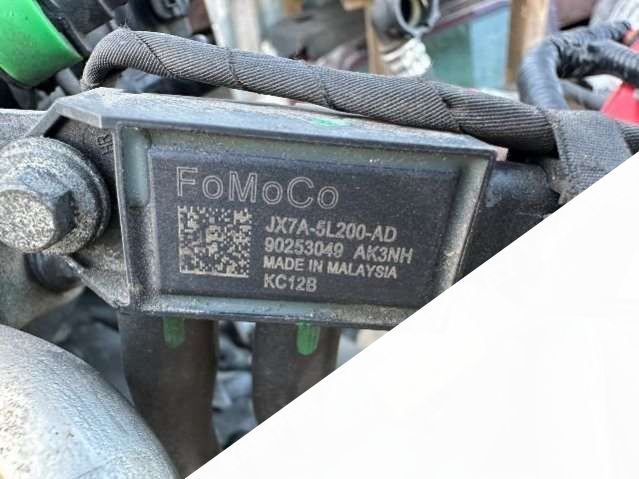 FoMoCo
JX7A-5L200-AD
90253049 AK3NH
MADE IN MALAYSIA
KC12B